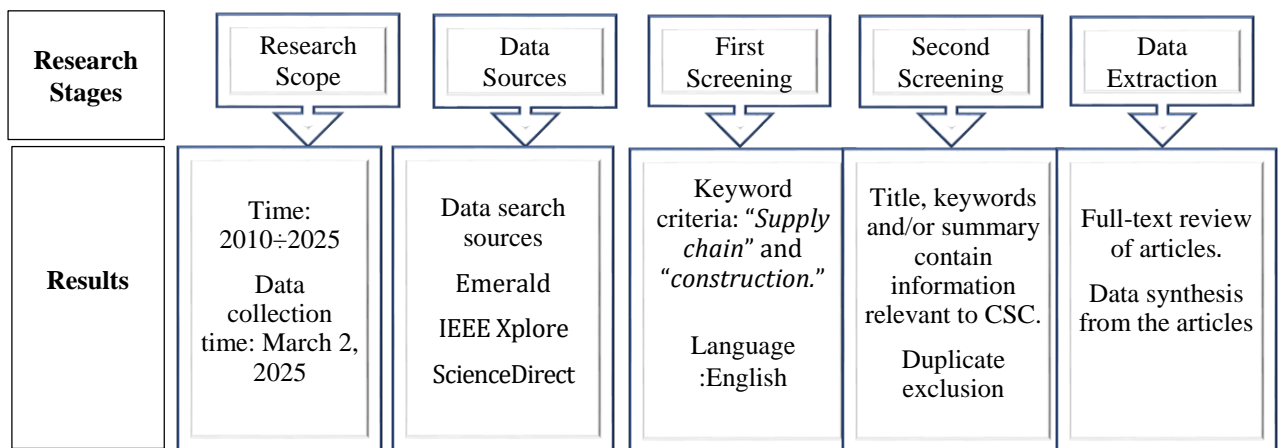 Research
Stages
Research
Scope
Data
Sources
First
Screening
Second
Screening
Data
Extraction
Results
Time:
2010÷2025
Data
collection
time: March 2,
2025
Data search
sources
Emerald
IEEE Xplore
ScienceDirect
Keyword
criteria: “Supply
chain” and
“construction.”
Language
:English
Title, keywords
and/or summary
contain
information
relevant to CSC.
Duplicate
exclusion
Full-text review
of articles.
Data synthesis
from the articles